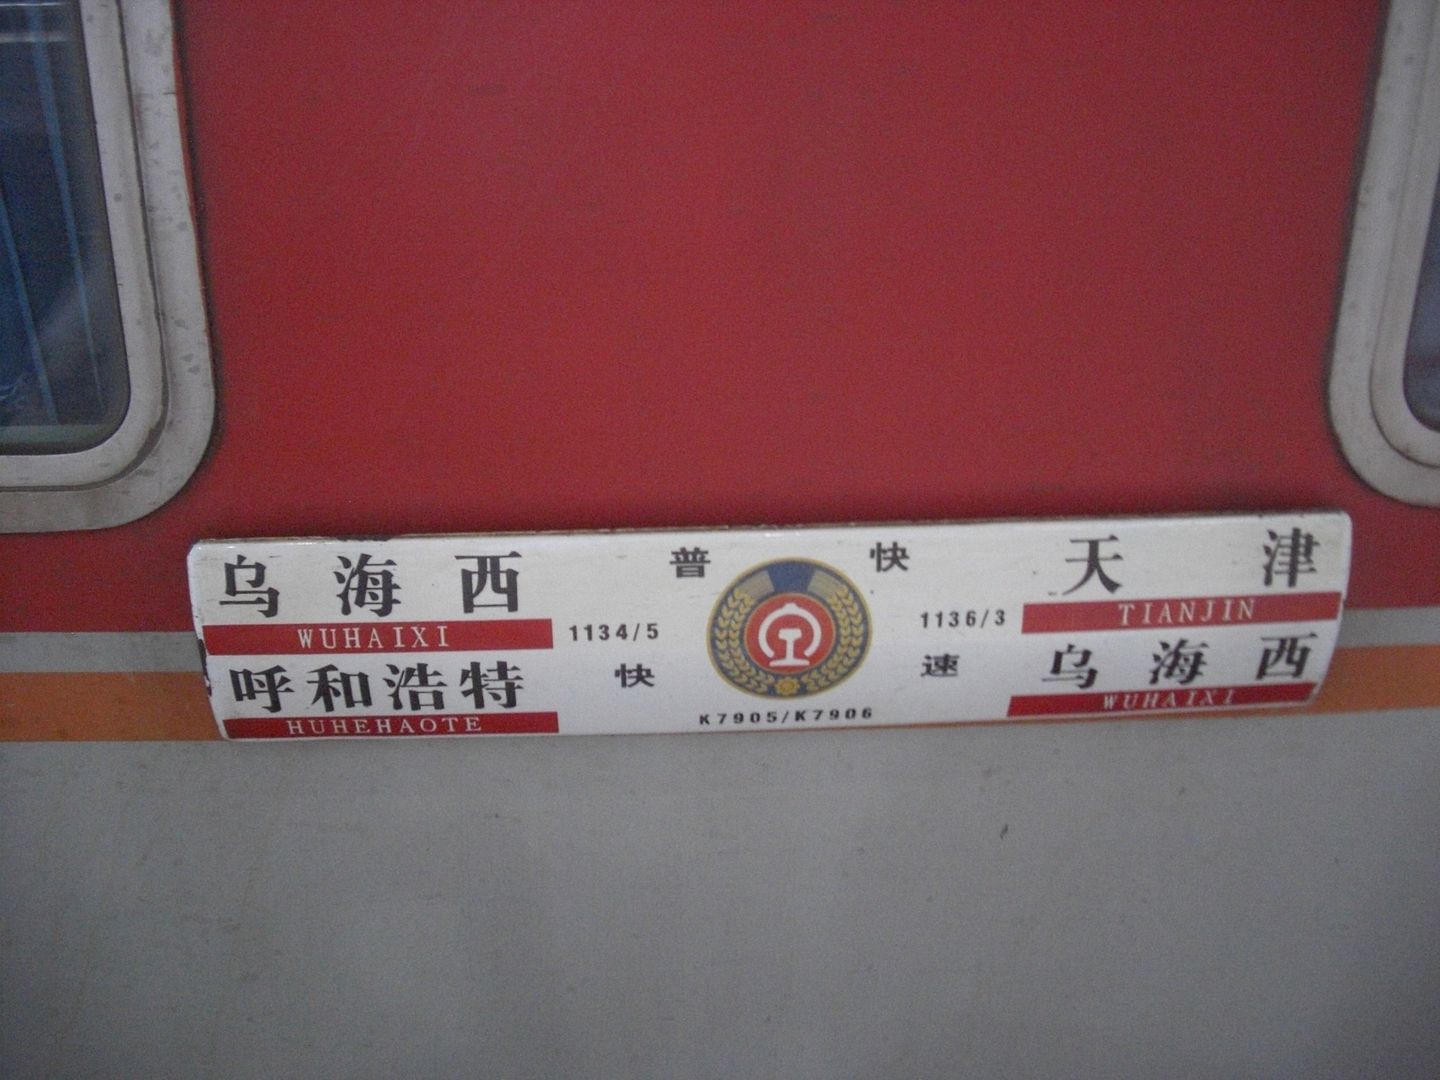 乌海西 普快 天津
WUHAIXI 1134/5 1136/3 TIANJIN
呼和浩特 快速 乌海西
HUHEHAOTE K7905/K7906 WUHAIXI